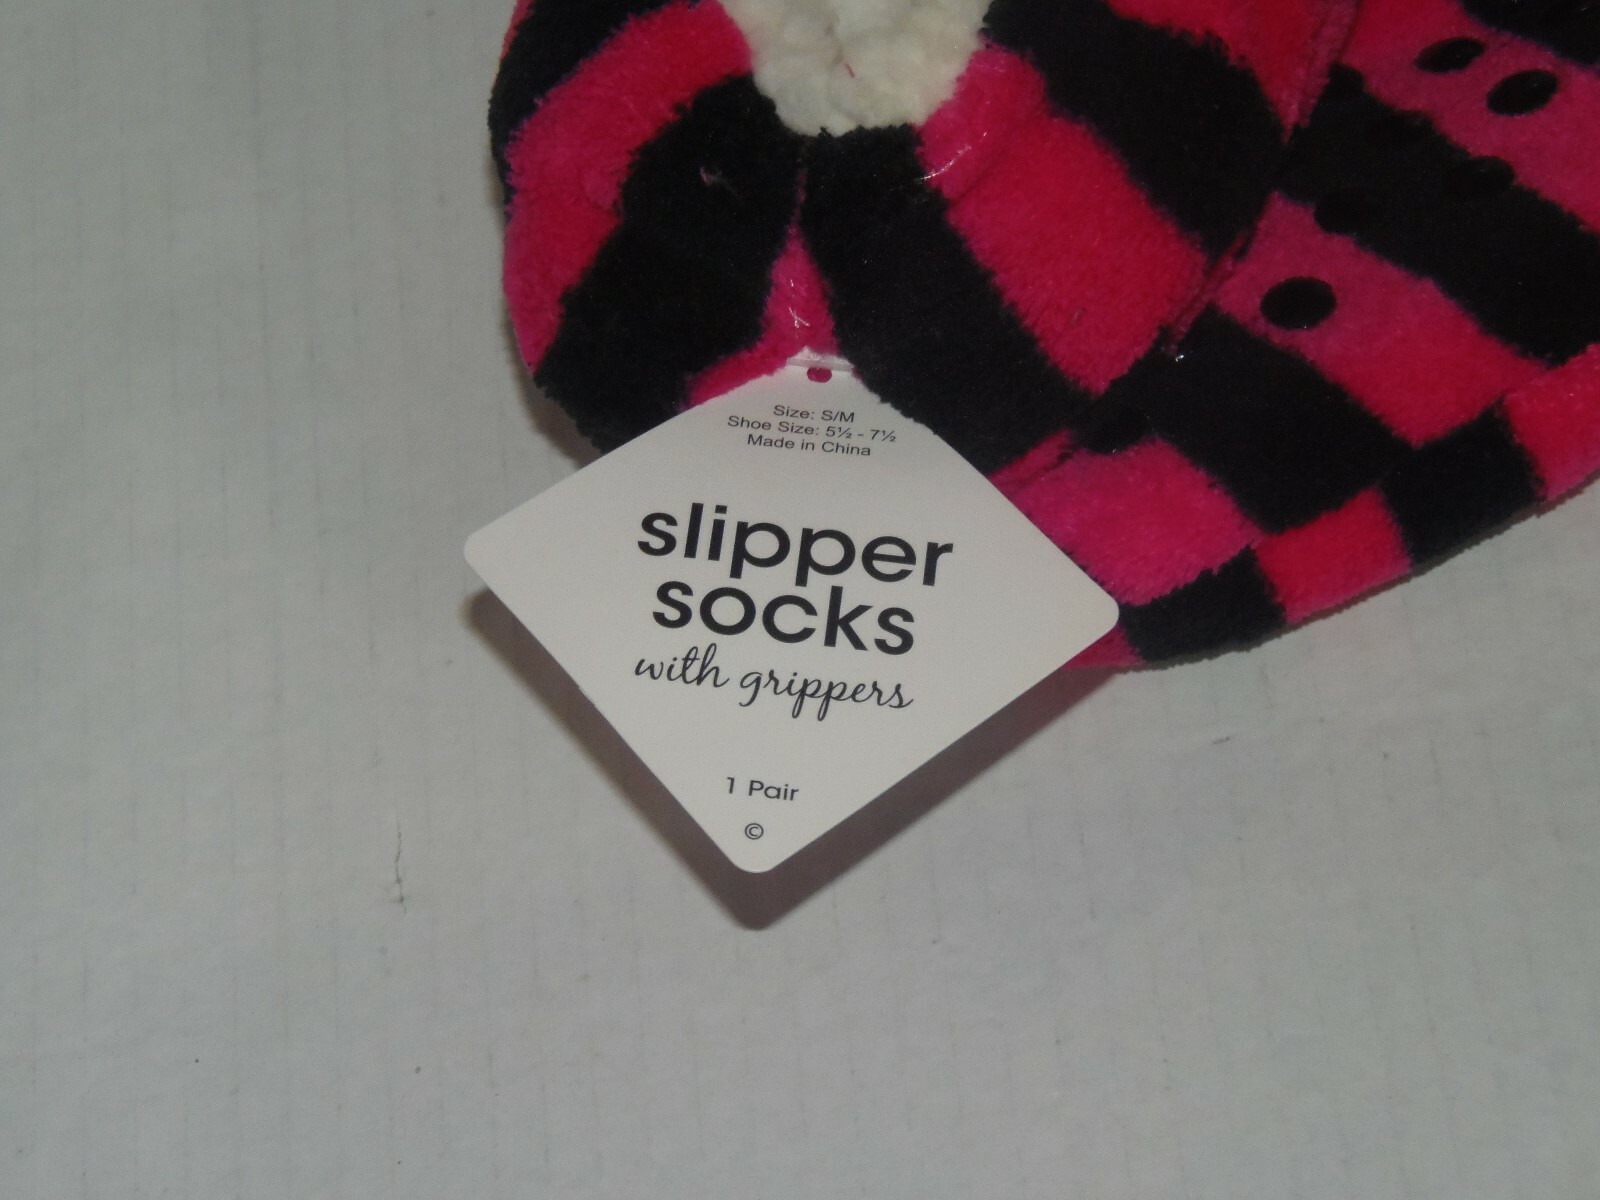 Size: S/M
Shoe Size: 5½ - 7½
Made in China
slipper
socks
with grippers
1 Pair
©